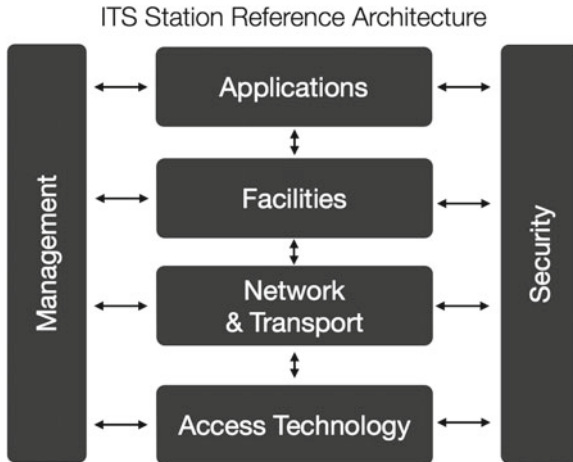 ITS Station Reference Architecture
Management
Applications
Facilities
Network
& Transport
Access Technology
Security